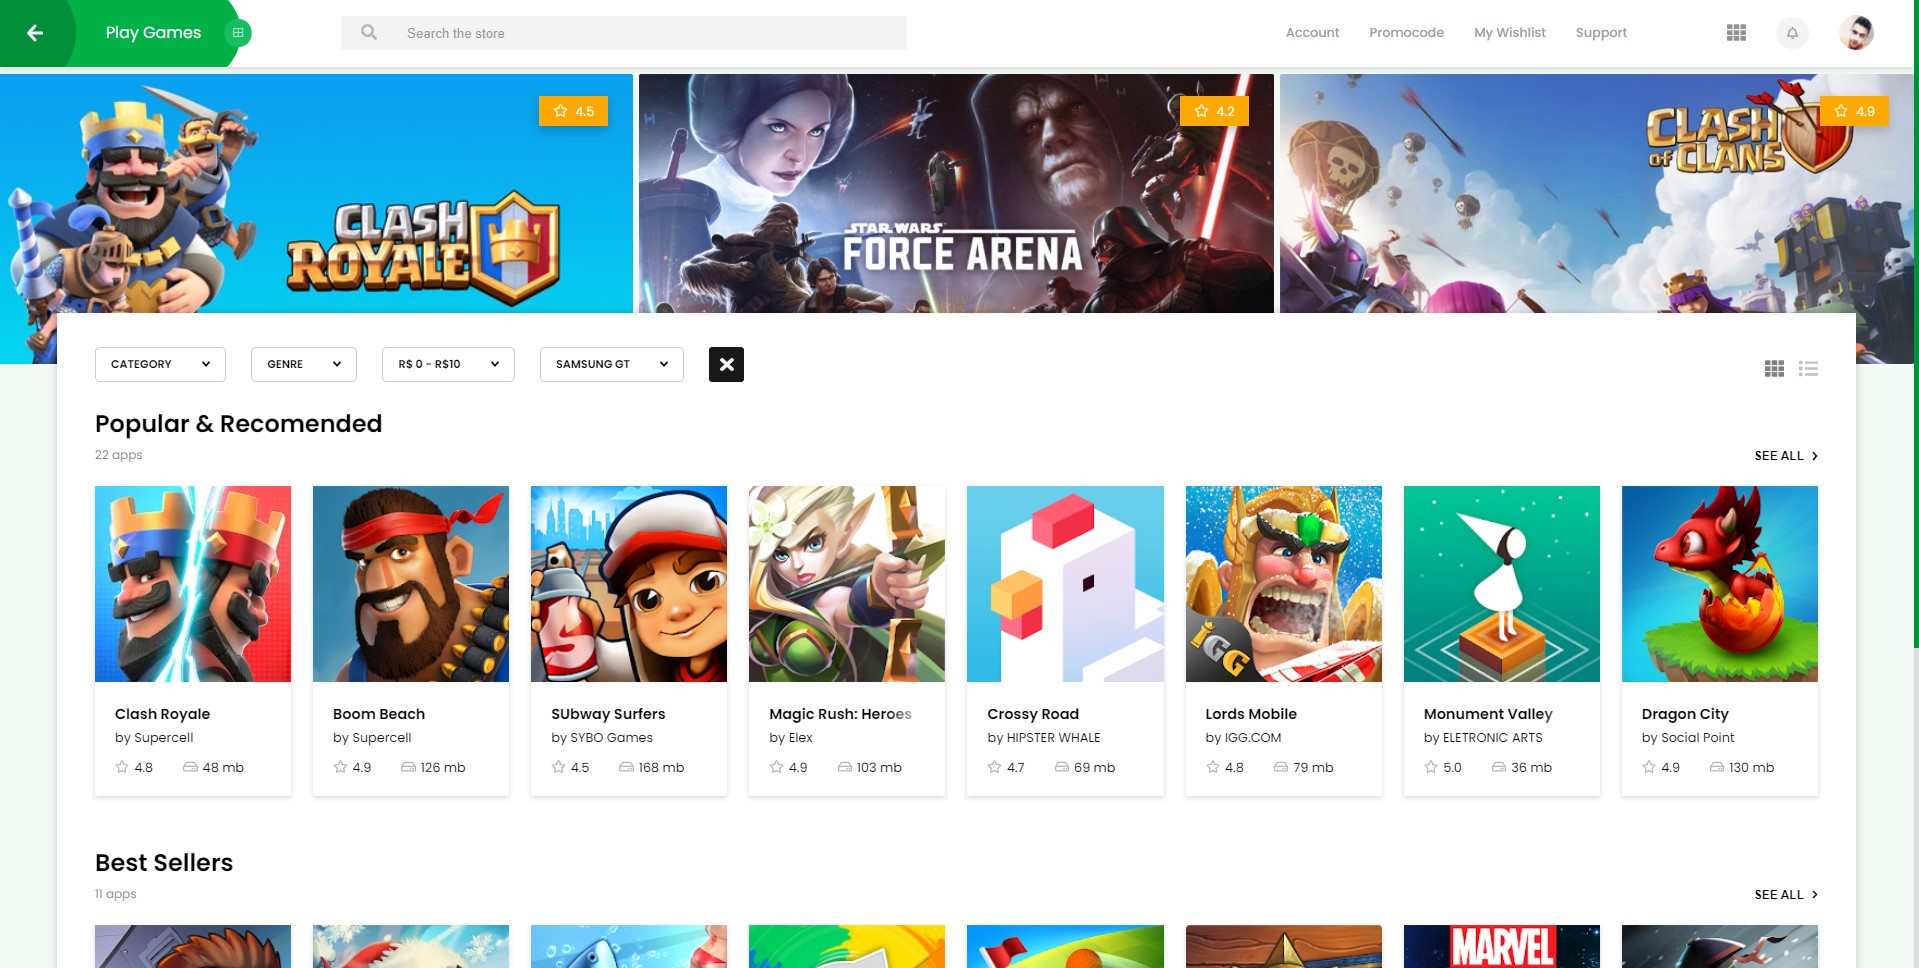 Play Games
Search the store
Account
Promocode
My Wishlist
Support
4.5
4.2
4.9
CLASH ROYALE
STAR WARS
FORCE ARENA
CLASH
OF CLANS
CATEGORY
GENRE
R$ 0 - R$10
SAMSUNG GT
Popular & Recomended
22 apps
SEE ALL
IGG
Clash Royale
by Supercell
4.8 48 mb
Boom Beach
by Supercell
4.9 126 mb
SUbway Surfers
by SYBO Games
4.5 168 mb
Magic Rush: Heroes
by Elex
4.9 103 mb
Crossy Road
by HIPSTER WHALE
4.7 69 mb
Lords Mobile
by IGG.COM
4.8 79 mb
Monument Valley
by ELETRONIC ARTS
5.0 36 mb
Dragon City
by Social Point
4.9 130 mb
Best Sellers
11 apps
SEE ALL
MARVEL